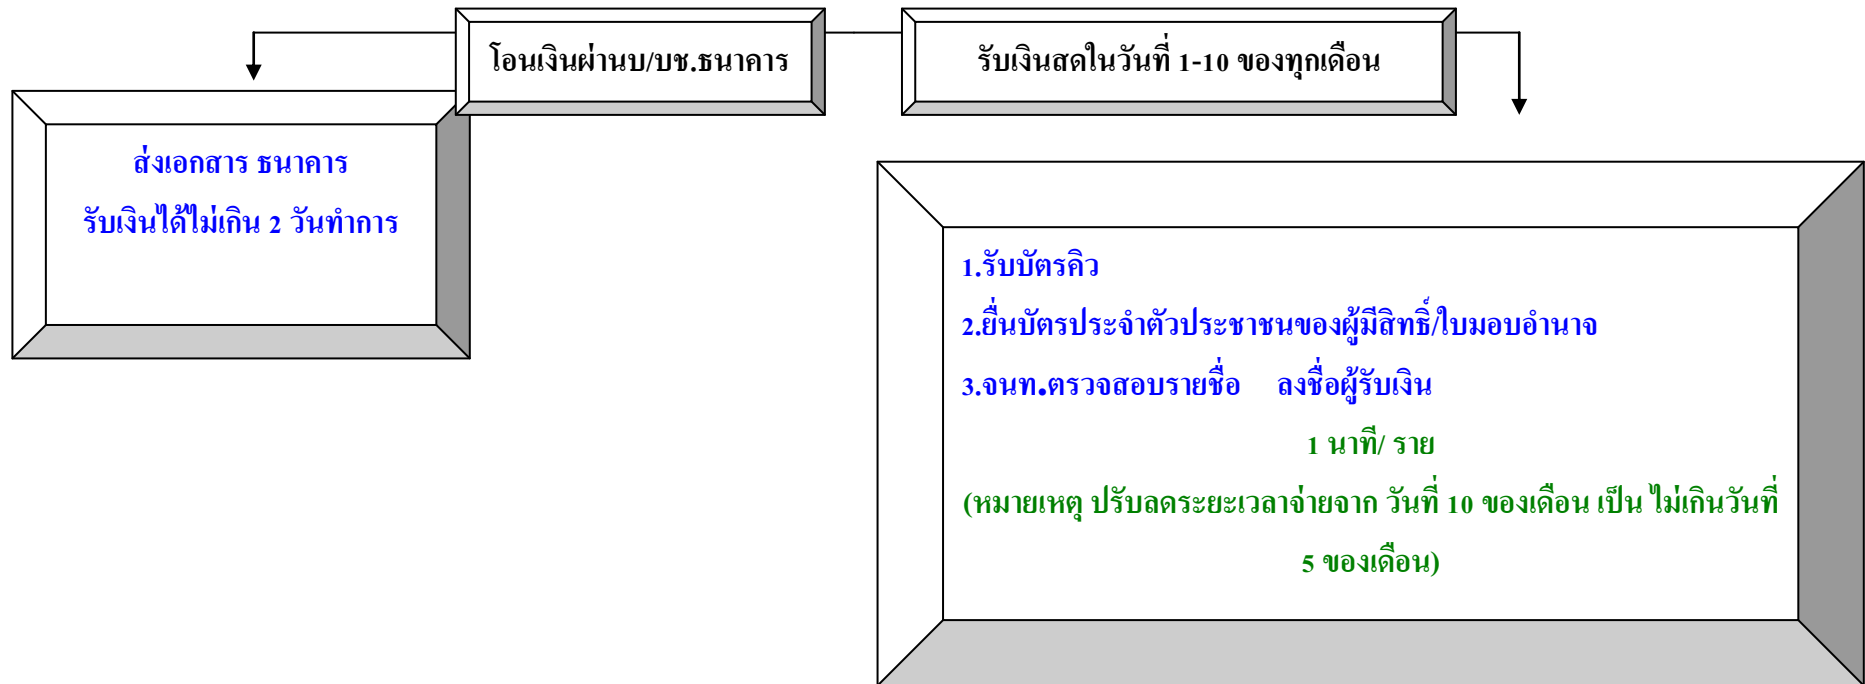 โอนเงินผ่านบ/บช.ธนาคาร
รับเงินสดในวันที่ 1-10 ของทุกเดือน
ส่งเอกสาร ธนาคาร
รับเงินได้ไม่เกิน 2 วันทำการ
1.รับบัตรคิว
2.ยื่นบัตรประจำตัวประชาชนของผู้มีสิทธิ์/ใบมอบอำนาจ
3.จนท.ตรวจสอบรายชื่อ ลงชื่อผู้รับเงิน
1 นาที/ ราย
(หมายเหตุ ปรับลดระยะเวลาจ่ายจาก วันที่ 10 ของเดือน เป็น ไม่เกินวันที่
5 ของเดือน)